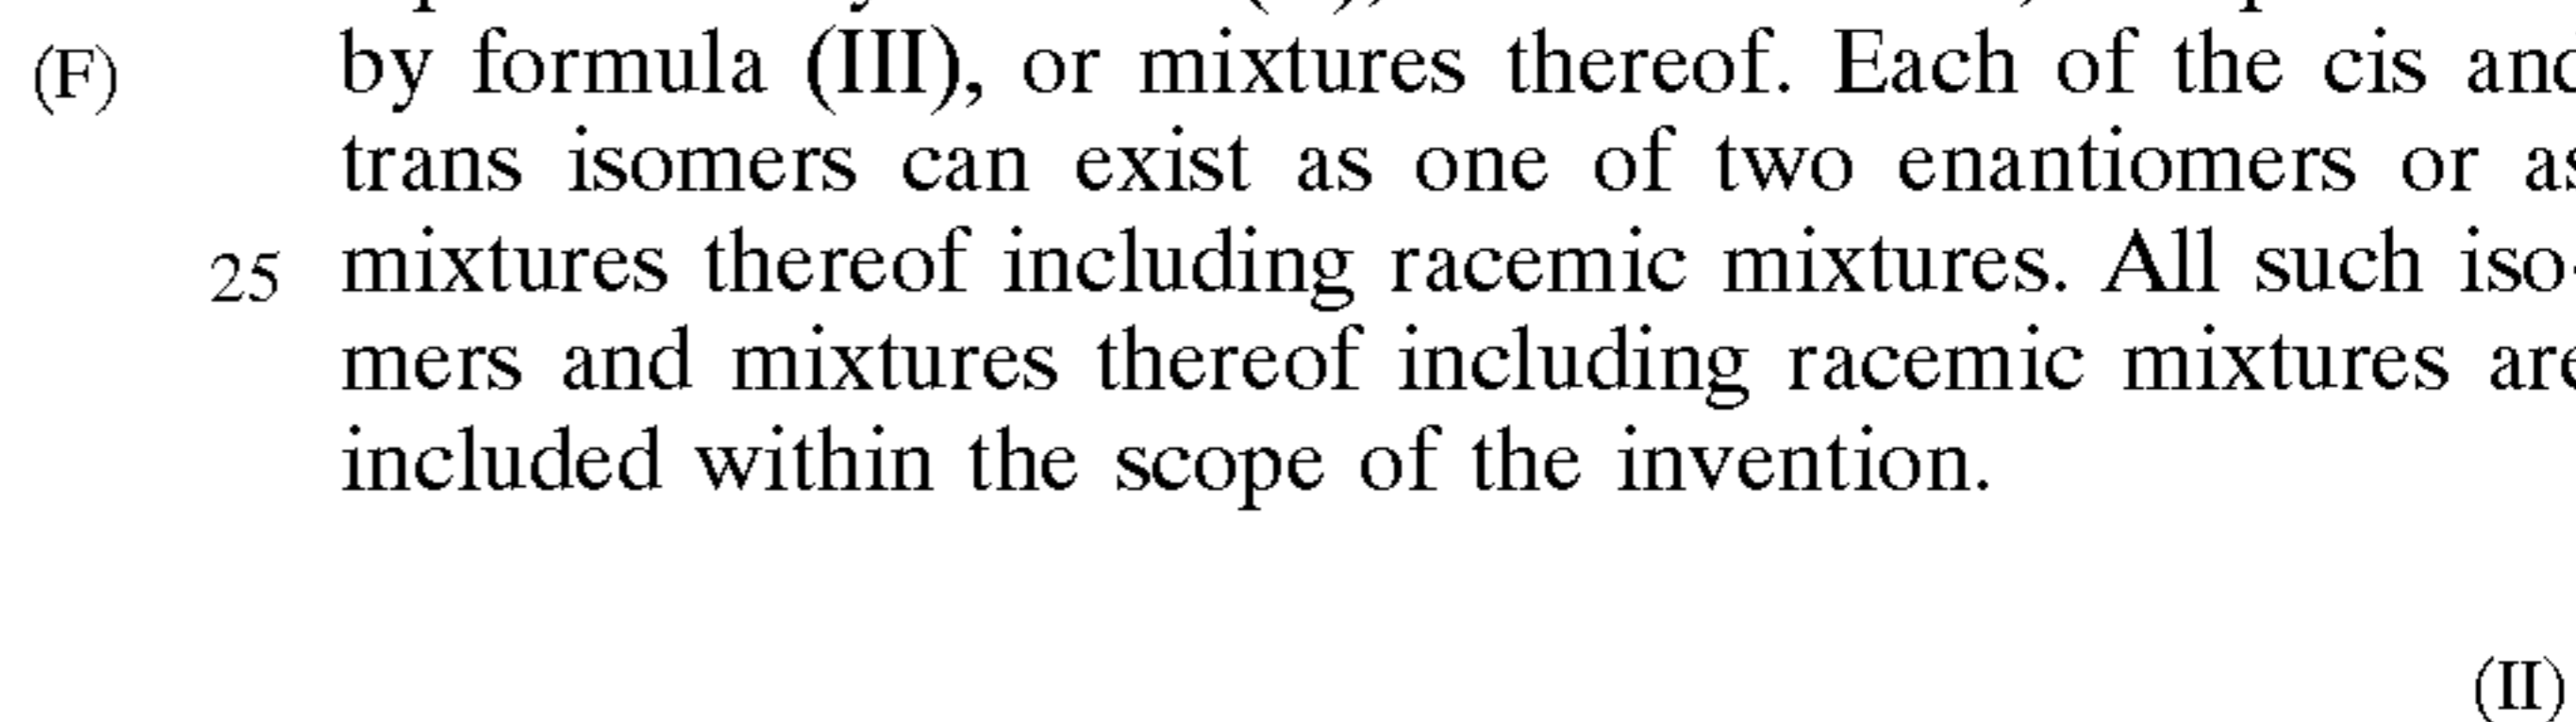 (F)
by formula (III), or mixtures thereof. Each of the cis and
trans isomers can exist as one of two enantiomers or as
25 mixtures thereof including racemic mixtures. All such iso-
mers and mixtures thereof including racemic mixtures are
included within the scope of the invention.
(II)